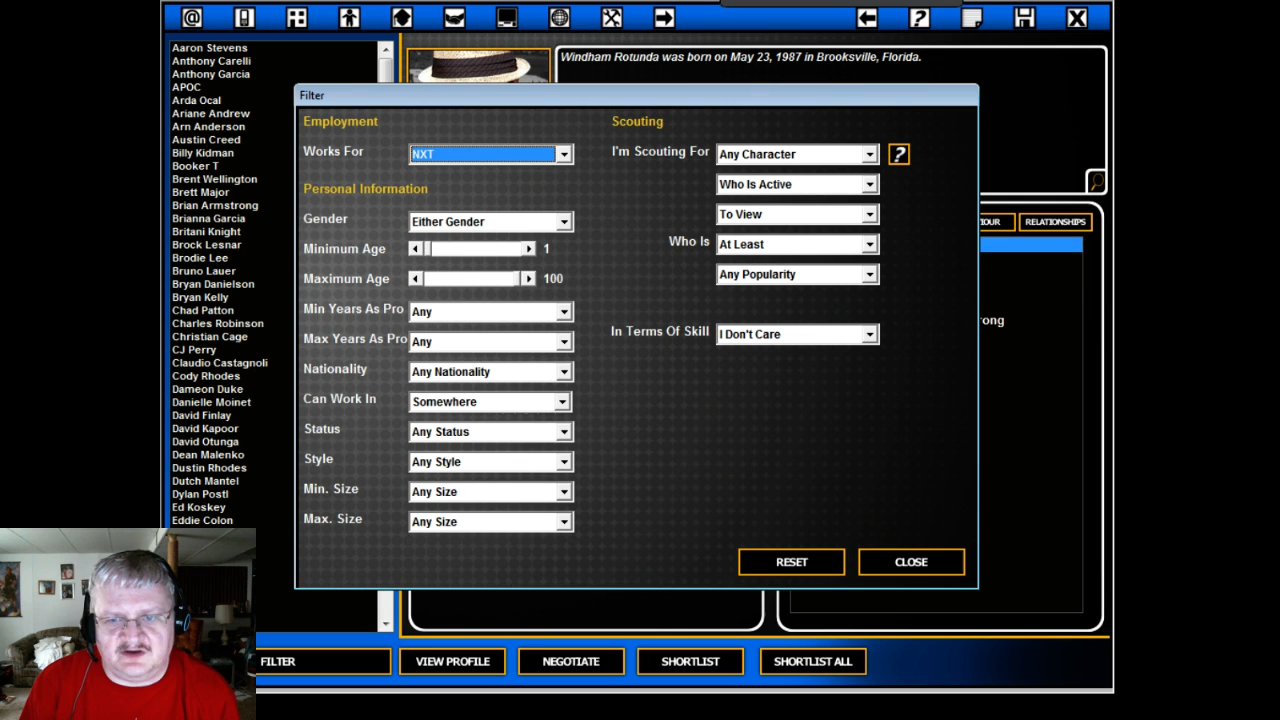 Aaron Stevens
Anthony Carelli
Anthony Garcia
APOC
Arda Ocal
Ariane Andrew
Arn Anderson
Austin Creed
Billy Kidman
Booker T
Brent Wellington
Brett Major
Brian Armstrong
Brianna Garcia
Britani Knight
Brock Lesnar
Brodie Lee
Bruno Lauer
Bryan Danielson
Bryan Kelly
Chad Patton
Charles Robinson
Christian Cage
CJ Perry
Claudio Castagnoli
Cody Rhodes
Dameon Duke
Danielle Moinet
David Finlay
David Kapoor
David Otunga
Dean Malenko
Dustin Rhodes
Dutch Mantel
Dylan Postl
Ed Koskey
Eddie Colon
Windham Rotunda was born on May 23, 1987 in Brooksville, Florida.
Filter
Employment
Works For NXT
Personal Information
Gender Either Gender
Minimum Age 1
Maximum Age 100
Min Years As Pro Any
Max Years As Pro Any
Nationality Any Nationality
Can Work In Somewhere
Status Any Status
Style Any Style
Min. Size Any Size
Max. Size Any Size
Scouting
I'm Scouting For Any Character ?
Who Is Active
To View
Who Is At Least
Any Popularity
In Terms Of Skill I Don't Care
RESET CLOSE
RELATIONSHIPS
FILTER VIEW PROFILE NEGOTIATE SHORTLIST SHORTLIST ALL